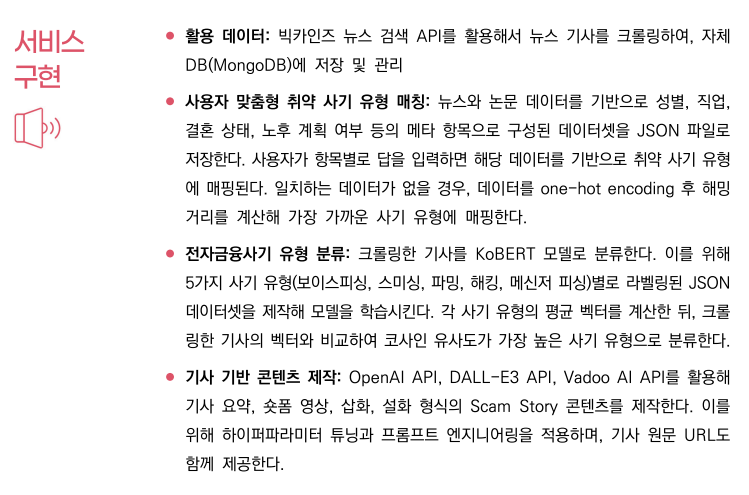 서비스
구현
● 활용 데이터: 빅카인즈 뉴스 검색 API를 활용해서 뉴스 기사를 크롤링하여, 자체
DB(MongoDB)에 저장 및 관리
● 사용자 맞춤형 취약 사기 유형 매칭: 뉴스와 논문 데이터를 기반으로 성별, 직업,
결혼 상태, 노후 계획 여부 등의 메타 항목으로 구성된 데이터셋을 JSON 파일로
저장한다. 사용자가 항목별로 답을 입력하면 해당 데이터를 기반으로 취약 사기 유형
에 매핑된다. 일치하는 데이터가 없을 경우, 데이터를 one-hot encoding 후 해밍
거리를 계산해 가장 가까운 사기 유형에 매핑한다.
● 전자금융사기 유형 분류: 크롤링한 기사를 KoBERT 모델로 분류한다. 이를 위해
5가지 사기 유형(보이스피싱, 스미싱, 파밍, 해킹, 메신저 피싱)별로 라벨링된 JSON
데이터셋을 제작해 모델을 학습시킨다. 각 사기 유형의 평균 벡터를 계산한 뒤, 크롤
링한 기사의 벡터와 비교하여 코사인 유사도가 가장 높은 사기 유형으로 분류한다.
● 기사 기반 콘텐츠 제작: OpenAI API, DALL-E3 API, Vadoo AI API를 활용해
기사 요약, 숏폼 영상, 삽화, 설화 형식의 Scam Story 콘텐츠를 제작한다. 이를
위해 하이퍼파라미터 튜닝과 프롬프트 엔지니어링을 적용하며, 기사 원문 URL도
함께 제공한다.